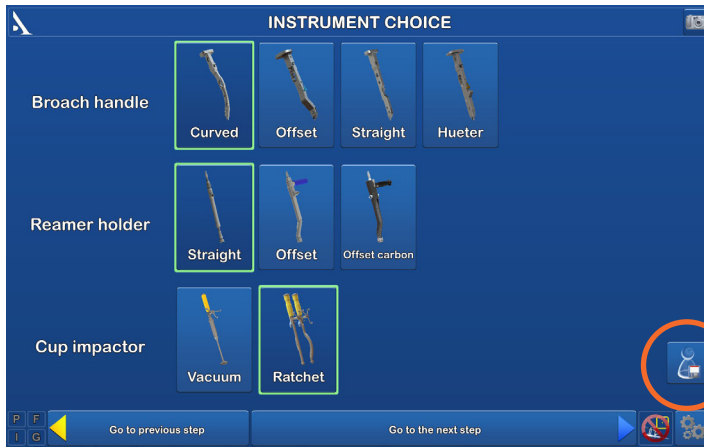 INSTRUMENT CHOICE
Broach handle
Curved
Offset
Straight
Hueter
Reamer holder
Straight
Offset
Offset carbon
Cup impactor
Vacuum
Ratchet
P F
I G
Go to previous step
Go to the next step